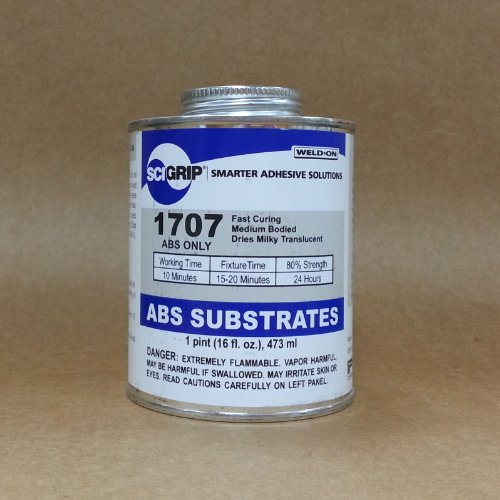 WELD-ON
SCIGRIP® SMARTER ADHESIVE SOLUTIONS
1707
ABS ONLY
Fast Curing
Medium Bodied
Dries Milky Translucent
Working Time Fixture Time 80% Strength
10 Minutes 15-20 Minutes 24 Hours
ABS SUBSTRATES
1 pint (16 fl. oz.), 473 ml
DANGER: EXTREMELY FLAMMABLE. VAPOR HARMFUL.
MAY BE HARMFUL IF SWALLOWED. MAY IRRITATE SKIN OR
EYES. READ CAUTIONS CAREFULLY ON LEFT PANEL.